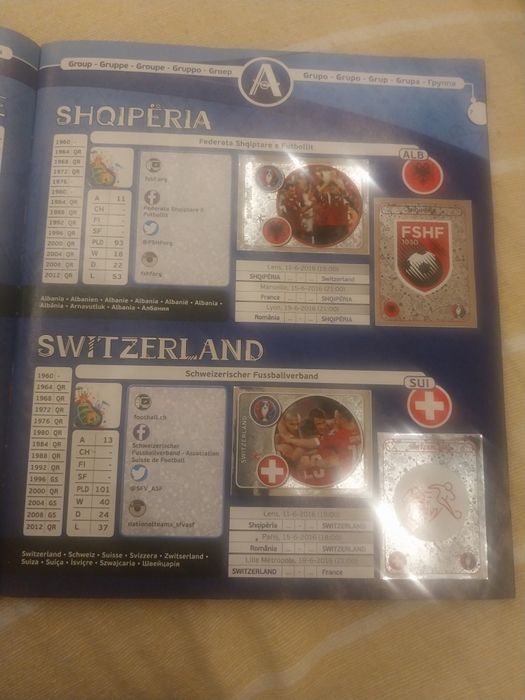 Group - Gruppe - Groupe - Gruppo - Groep
A
Grupo - Grupo - Grup - Grupa - Группа
SHQIPËRIA
Federata Shqiptare e Futbollit
ALB
1960 -
1964 QR
1968 -
1972 QR
1976 -
1980 -
1984 QR
1988 QR
1992 QR
1996 QR
2000 QR
2004 QR
2008 QR
2012 QR
A 11
CH -
FI -
SF -
PLD 93
W 18
D 22
L 53
fshf.org
Federata Shqiptare e
Futbollit
@FSHForg
fshforg
FSHF
1930
Lens, 11-6-2016 (15:00)
SHQIPËRIA ... - ... Switzerland
Marseille, 15-6-2016 (21:00)
France ... - ... SHQIPËRIA
Lyon, 19-6-2016 (21:00)
România ... - ... SHQIPËRIA
Albania • Albanien • Albanie • Albania • Albanië • Albania •
Albânia • Arnavutluk • Albania • Албания
SWITZERLAND
Schweizerischer Fussballverband
SUI
1960 -
1964 QR
1968 QR
1972 QR
1976 QR
1980 QR
1984 QR
1988 QR
1992 QR
1996 GS
2000 QR
2004 GS
2008 GS
2012 QR
A 13
CH -
FI -
SF -
PLD 101
W 40
D 24
L 37
football.ch
Schweizerischer
Fussballverband - Association
Suisse de Football
@SFV_ASF
nationalteams_sfvasf
SWITZERLAND
23
Lens, 11-6-2016 (15:00)
Shqipëria ... - ... SWITZERLAND
Paris, 15-6-2016 (18:00)
România ... - ... SWITZERLAND
Lille Métropole, 19-6-2016 (21:00)
SWITZERLAND ... - ... France
Switzerland • Schweiz • Suisse • Svizzera • Zwitserland •
Suiza • Suíça • İsviçre • Szwajcaria • Швейцарія